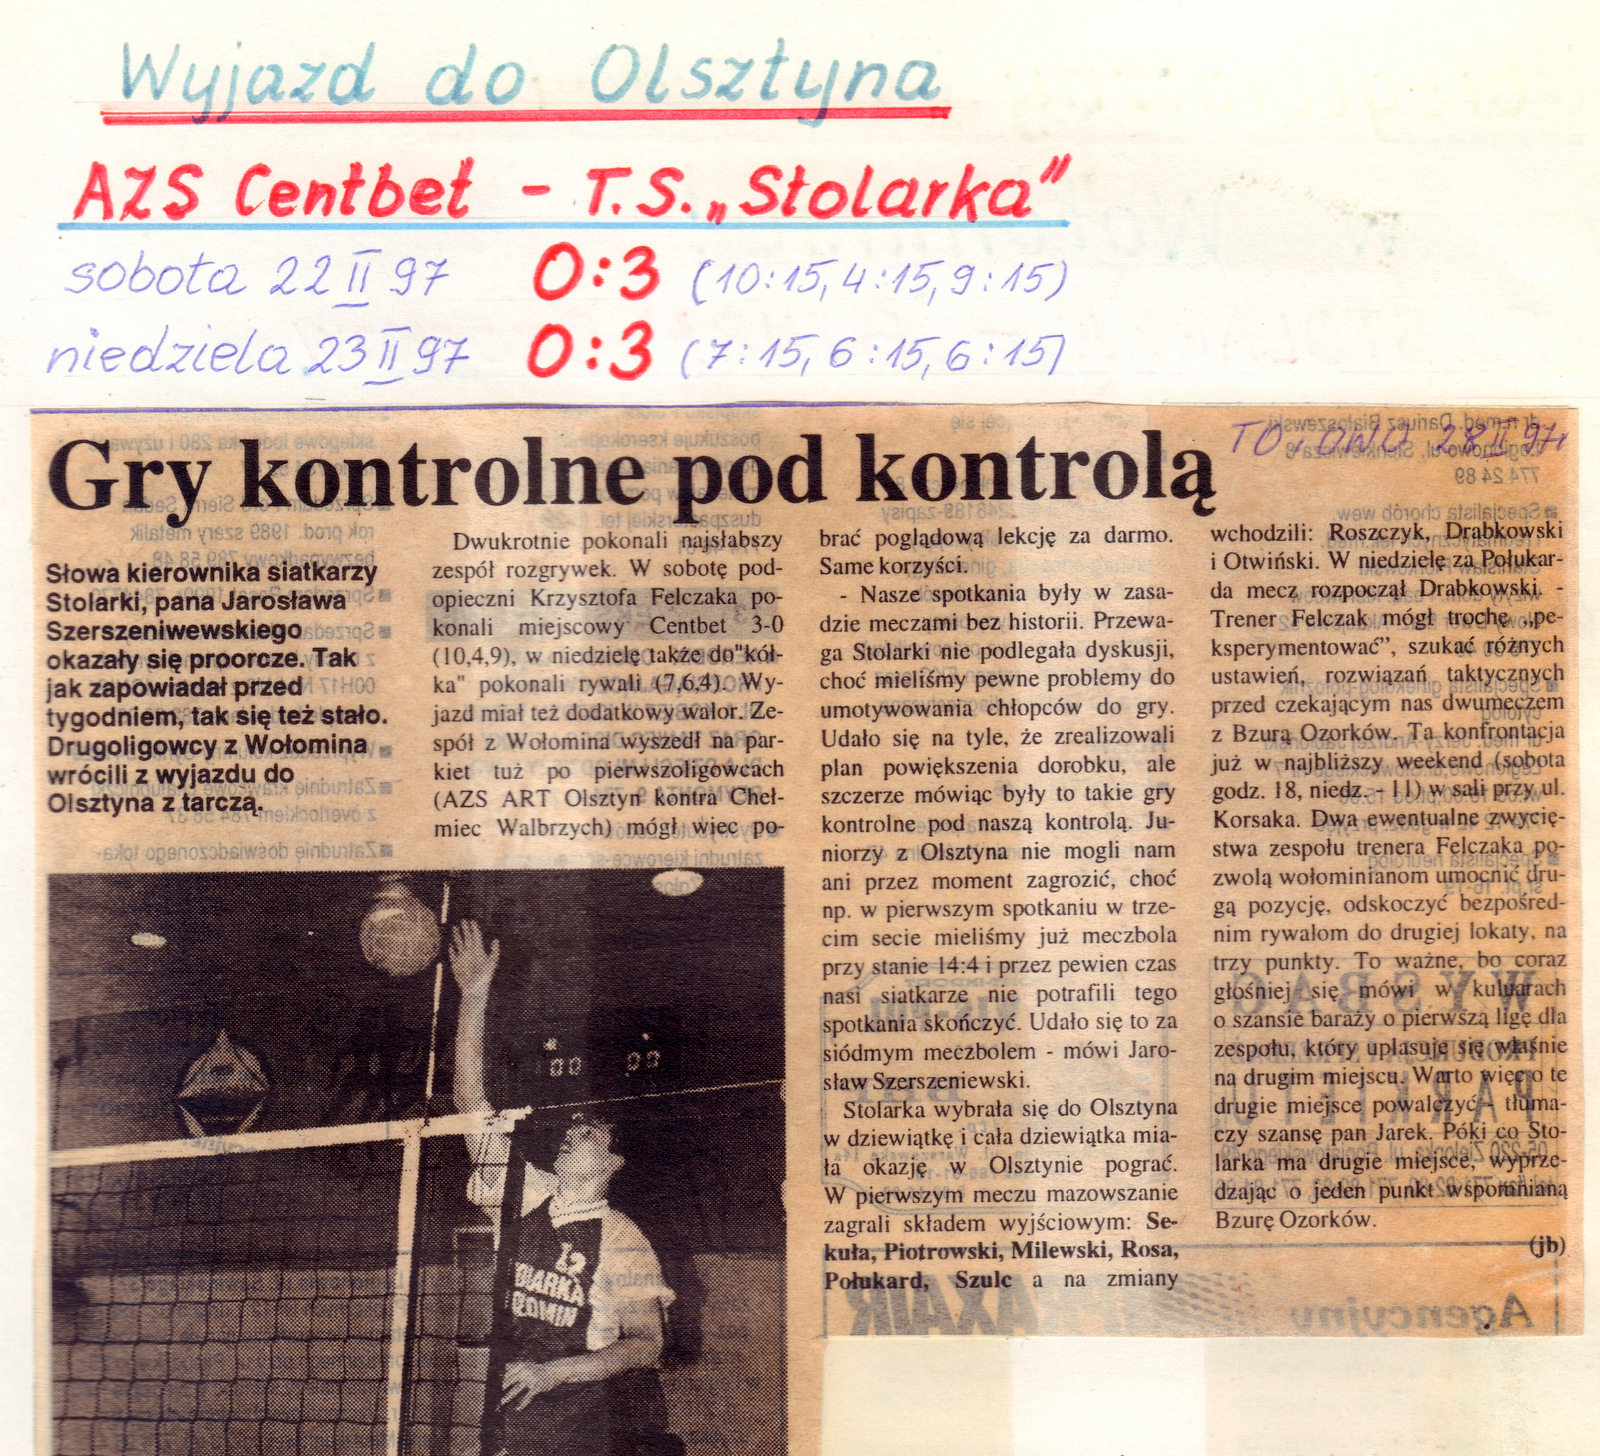 Wyjazd do Olsztyna
AZS Centbet - T.S. „Stolarka”
sobota 22 II 97 0:3 (10:15, 4:15, 9:15)
niedziela 23 II 97 0:3 (7:15, 6:15, 6:15)
28 II 97r
Gry kontrolne pod kontrolą
Słowa kierownika siatkarzy
Stolarki, pana Jarosława
Szerszeniwewskiego
okazały się proorcze. Tak
jak zapowiadał przed
tygodniem, tak się też stało.
Drugoligowcy z Wołomina
wrócili z wyjazdu do
Olsztyna z tarczą.
Dwukrotnie pokonali najsłabszy
zespół rozgrywek. W sobotę pod-
opieczni Krzysztofa Felczaka po-
konali miejscowy Centbet 3-0
(10,4,9), w niedzielę także do"kół-
ka" pokonali rywali (7,6,4). Wy-
jazd miał też dodatkowy walor. Ze-
spół z Wołomina wyszedł na par-
kiet tuż po pierwszoligowcach
(AZS ART Olsztyn kontra Cheł-
miec Walbrzych) mógł wiec po-
brać poglądową lekcję za darmo.
Same korzyści.
- Nasze spotkania były w zasa-
dzie meczami bez historii. Przewa-
ga Stolarki nie podlegała dyskusji,
choć mieliśmy pewne problemy do
umotywowania chłopców do gry.
Udało się na tyle, że zrealizowali
plan powiększenia dorobku, ale
szczerze mówiąc były to takie gry
kontrolne pod naszą kontrolą. Ju-
niorzy z Olsztyna nie mogli nam
ani przez moment zagrozić, choć
np. w pierwszym spotkaniu w trze-
cim secie mieliśmy już meczbola
przy stanie 14:4 i przez pewien czas
nasi siatkarze nie potrafili tego
spotkania skończyć. Udało się to za
siódmym meczbolem - mówi Jaro-
sław Szerszeniewski.
Stolarka wybrała się do Olsztyna
w dziewiątkę i cała dziewiątka mia-
ła okazję w Olsztynie pograć.
W pierwszym meczu mazowszanie
zagrali składem wyjściowym: Se-
kuła, Piotrowski, Milewski, Rosa,
Połukard, Szulc a na zmiany
wchodzili: Roszczyk, Drąbkowski
i Otwiński. W niedzielę za Połukar-
da mecz rozpoczął Drabkowski. -
Trener Felczak mógł trochę „pe-
ksperymentować”, szukać różnych
ustawień, rozwiązań taktycznych
przed czekającym nas dwumeczem
z Bzurą Ozorków. Ta konfrontacja
już w najbliższy weekend (sobota
godz. 18, niedz. - 11) w sali przy ul.
Korsaka. Dwa ewentualne zwycię-
stwa zespołu trenera Felczaka po-
zwolą wołominianom umocnić dru-
gą pozycję, odskoczyć bezpośred-
nim rywalom do drugiej lokaty, na
trzy punkty. To ważne, bo coraz
głośniej się mówi w kuluarach
o szansie baraży o pierwszą ligę dla
zespołu, który uplasuję się właśnie
na drugim miejscu. Warto więc o te
drugie miejsce powalczyć - tłuma-
czy szansę pan Jarek. Póki co Sto-
larka ma drugie miejsce, wyprze-
dzając o jeden punkt wspomnianą
Bzurę Ozorków.
(jb)
12